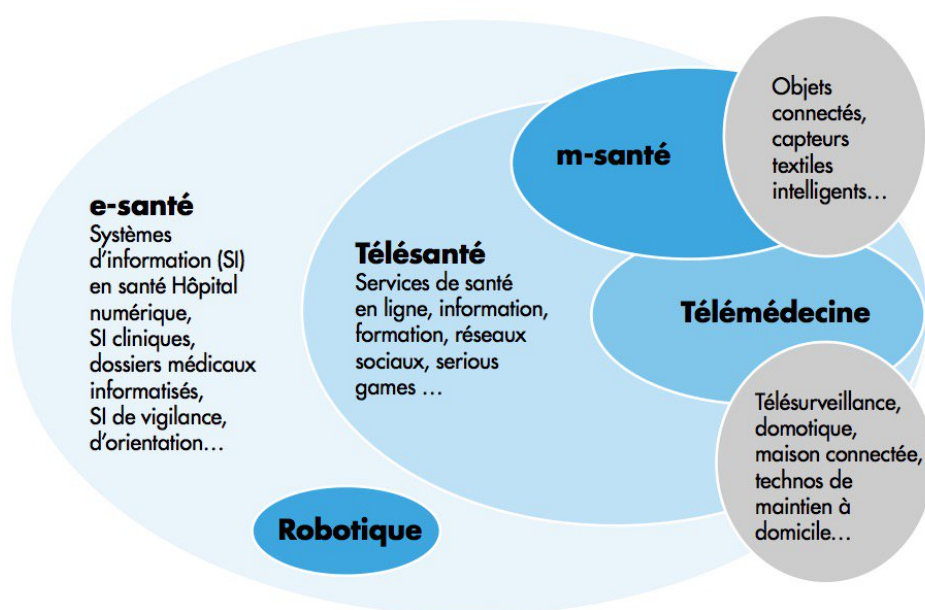 e-santé
Systèmes
d’information (SI)
en santé Hôpital
numérique,
SI cliniques,
dossiers médicaux
informatisés,
SI de vigilance,
d’orientation…
Télésanté
Services de santé
en ligne, information,
formation, réseaux
sociaux, serious
games …
m-santé
Objets
connectés,
capteurs
textiles
intelligents…
Télémédecine
Télésurveillance,
domotique,
maison connectée,
technos de
maintien à
domicile…
Robotique